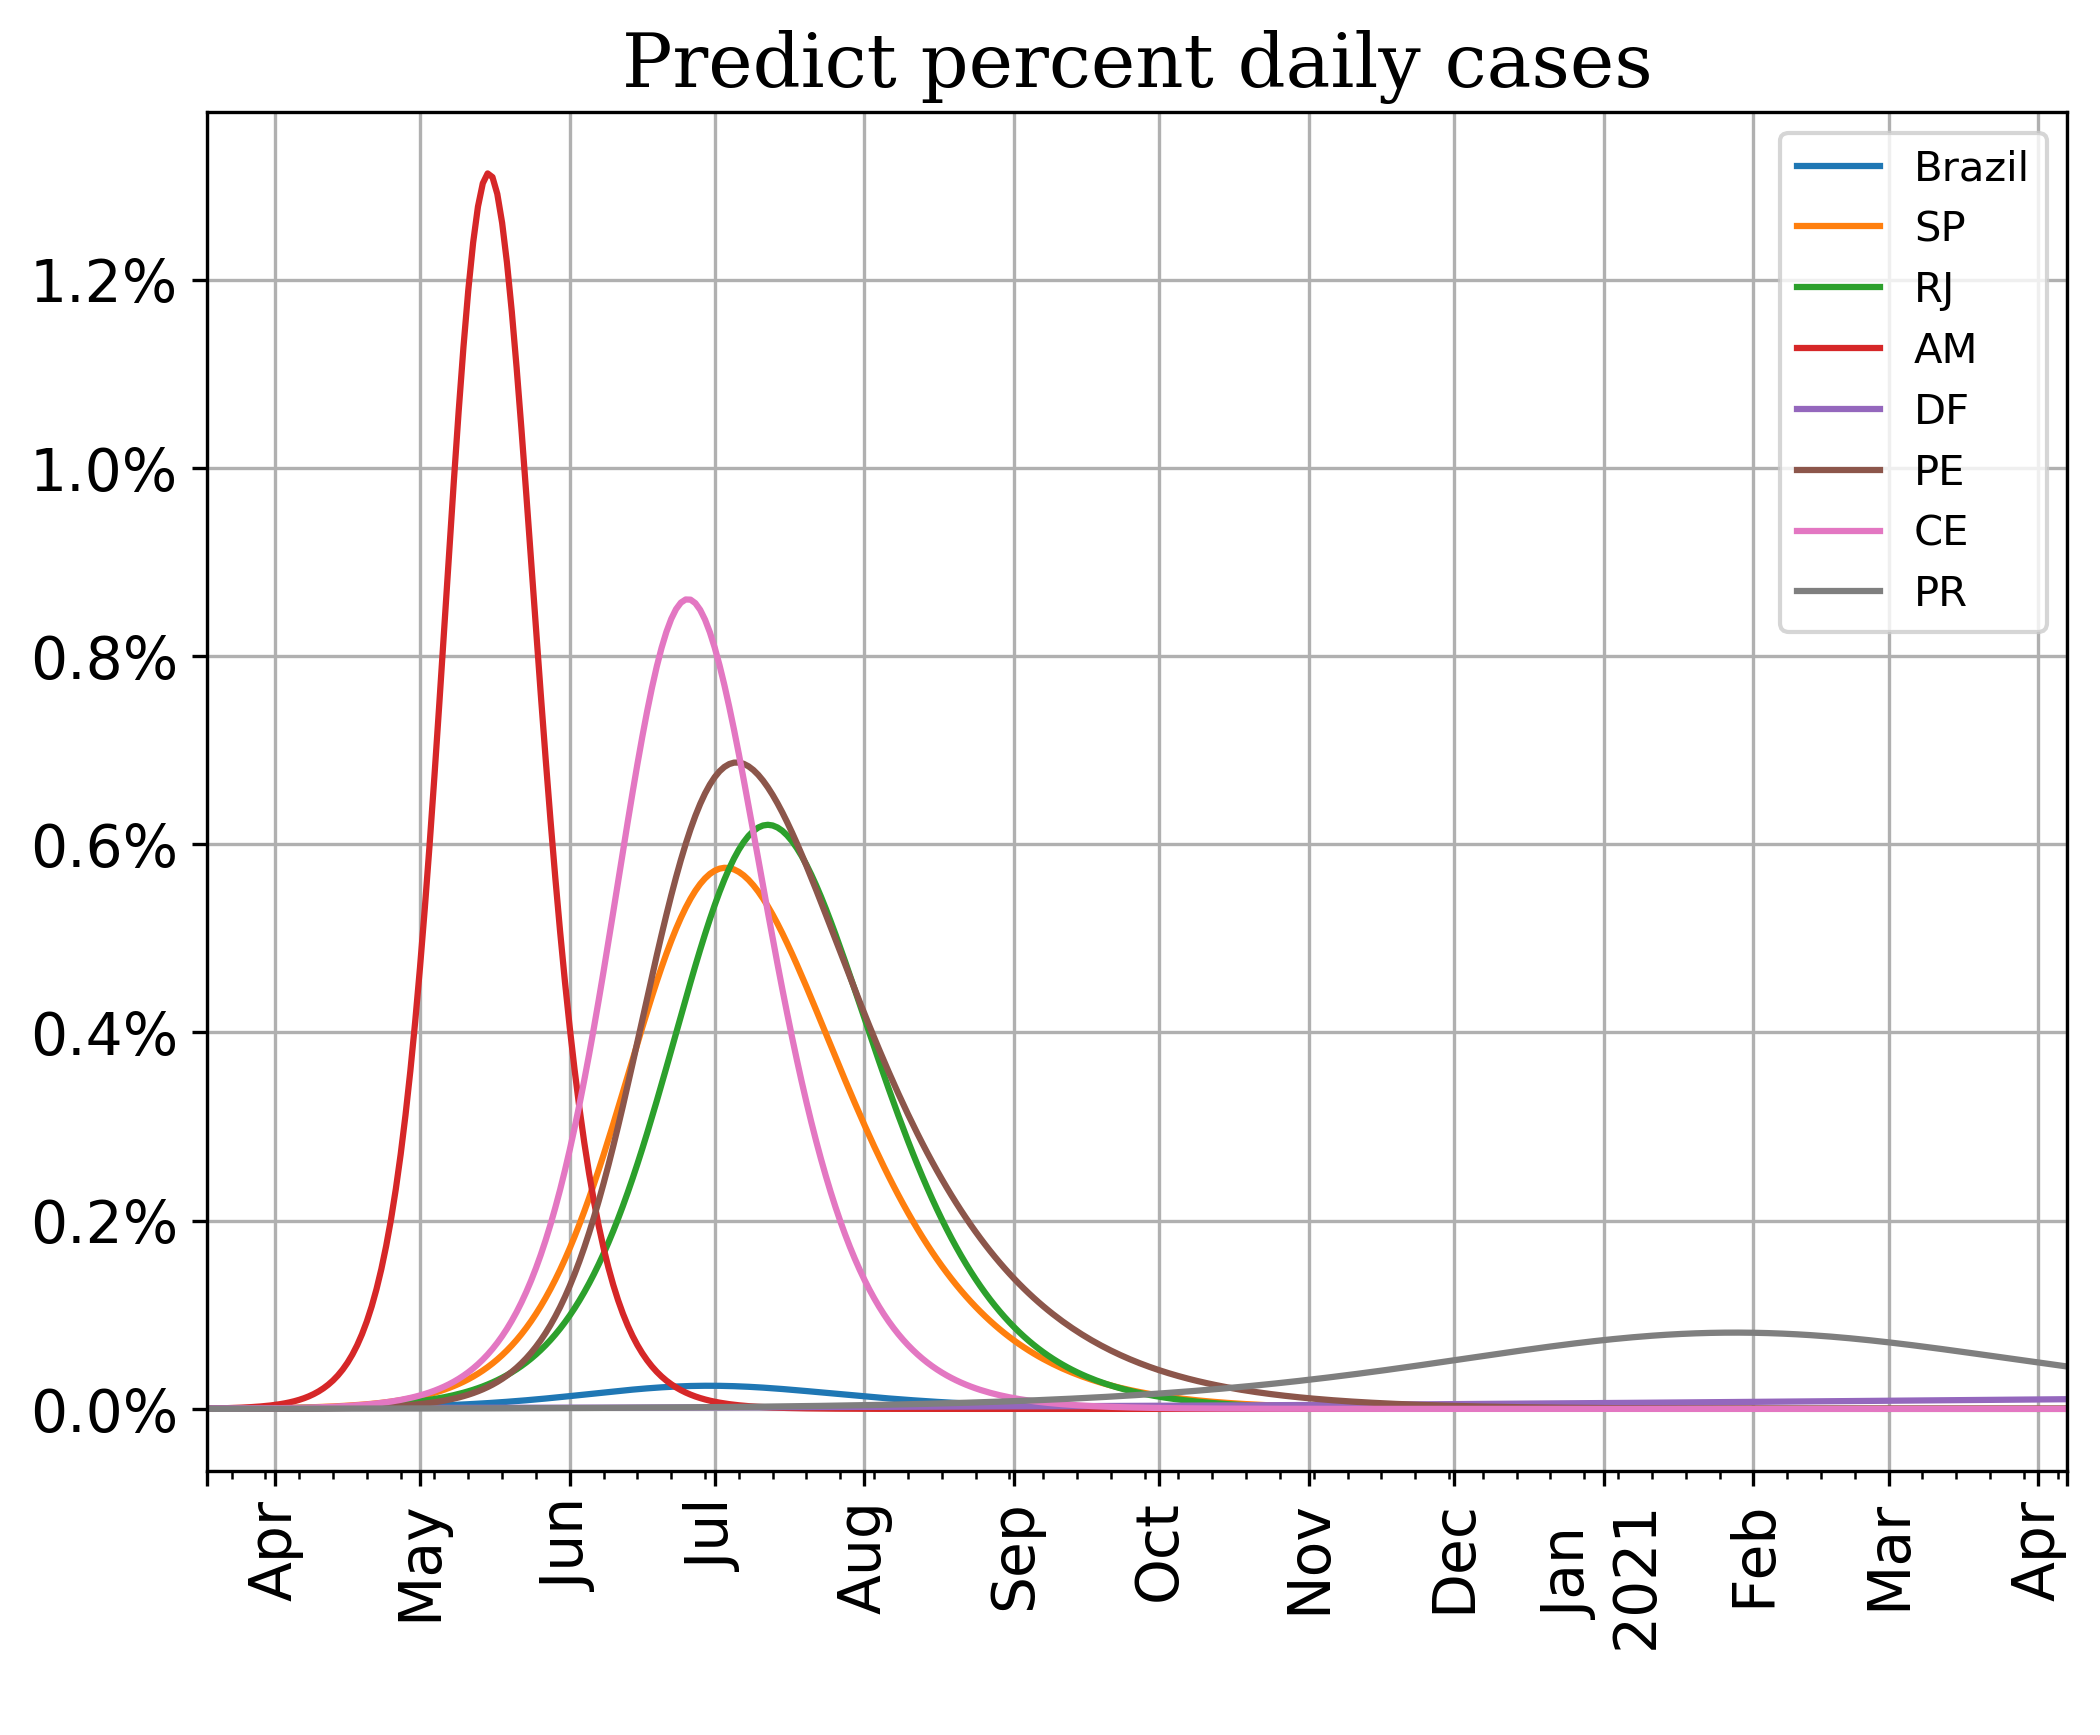 Predict percent daily cases
1.2%
1.0%
0.8%
0.6%
0.4%
0.2%
0.0%
Brazil
SP
RJ
AM
DF
PE
CE
PR
Apr
May
Jun
Jul
Aug
Sep
Oct
Nov
Dec
Jan
2021
Feb
Mar
Apr